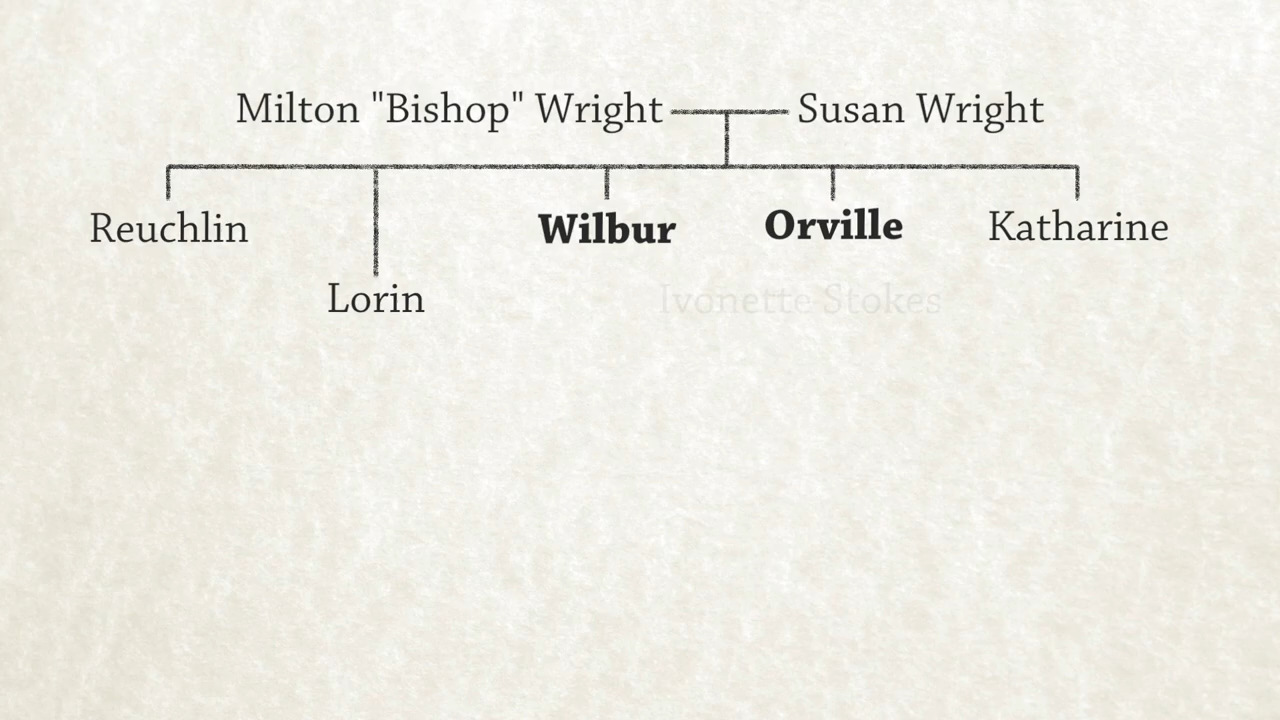 Milton "Bishop" Wright Susan Wright
Reuchlin Wilbur Orville Katharine
Lorin Ivonette Stokes